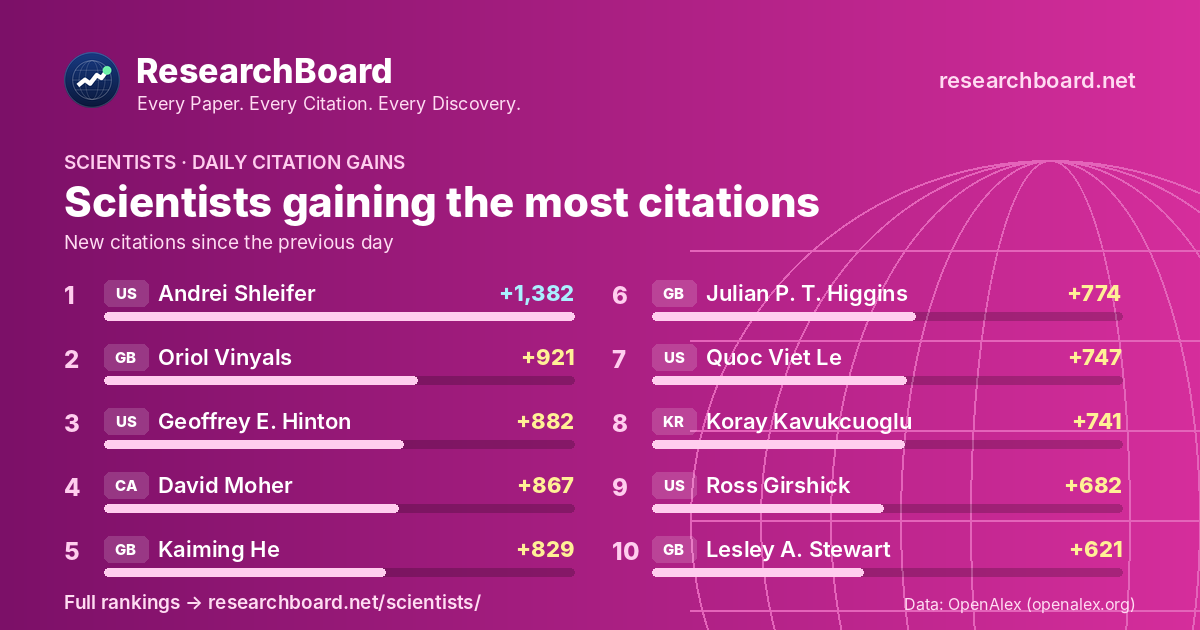 ResearchBoard
Every Paper. Every Citation. Every Discovery.
researchboard.net
SCIENTISTS · DAILY CITATION GAINS
Scientists gaining the most citations
New citations since the previous day
1 US Andrei Shleifer +1,382
2 GB Oriol Vinyals +921
3 US Geoffrey E. Hinton +882
4 CA David Moher +867
5 GB Kaiming He +829
6 GB Julian P. T. Higgins +774
7 US Quoc Viet Le +747
8 KR Koray Kavukcuoglu +741
9 US Ross Girshick +682
10 GB Lesley A. Stewart +621
Full rankings → researchboard.net/scientists/
Data: OpenAlex (openalex.org)